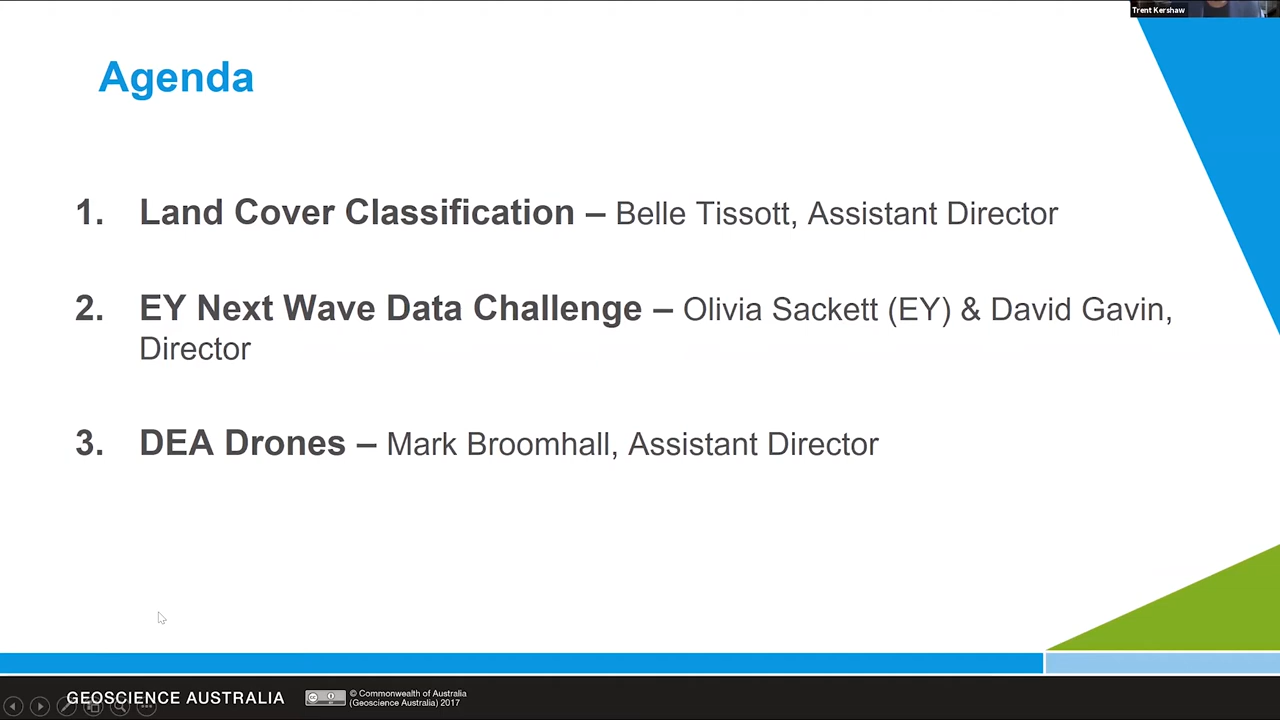 Trent Kershaw
Agenda
1. Land Cover Classification – Belle Tissott, Assistant Director
2. EY Next Wave Data Challenge – Olivia Sackett (EY) & David Gavin,
Director
3. DEA Drones – Mark Broomhall, Assistant Director
GEOSCIENCE AUSTRALIA
© Commonwealth of Australia
(Geoscience Australia) 2017